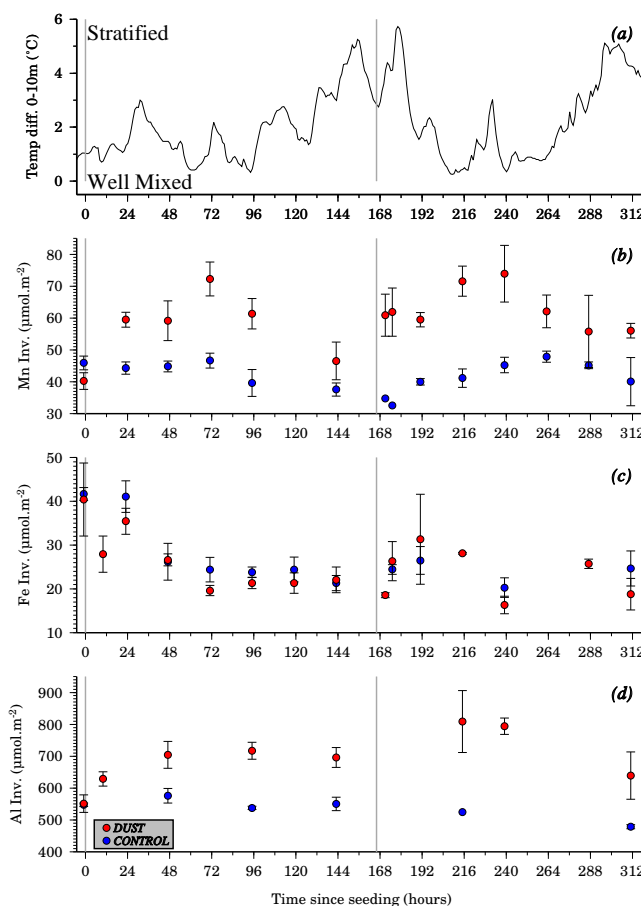 Stratified
(a)
Temp diff. 0-10m (°C)
6
4
2
0
Well Mixed
0 24 48 72 96 120 144 168 192 216 240 264 288 312
(b)
Mn Inv. (µmol.m-2)
80
70
60
50
40
30
0 24 48 72 96 120 144 168 192 216 240 264 288 312
(c)
Fe Inv. (µmol.m-2)
50
40
30
20
10
0 24 48 72 96 120 144 168 192 216 240 264 288 312
(d)
Al Inv. (µmol.m-2)
900
800
700
600
500
400
DUST
CONTROL
0 24 48 72 96 120 144 168 192 216 240 264 288 312
Time since seeding (hours)